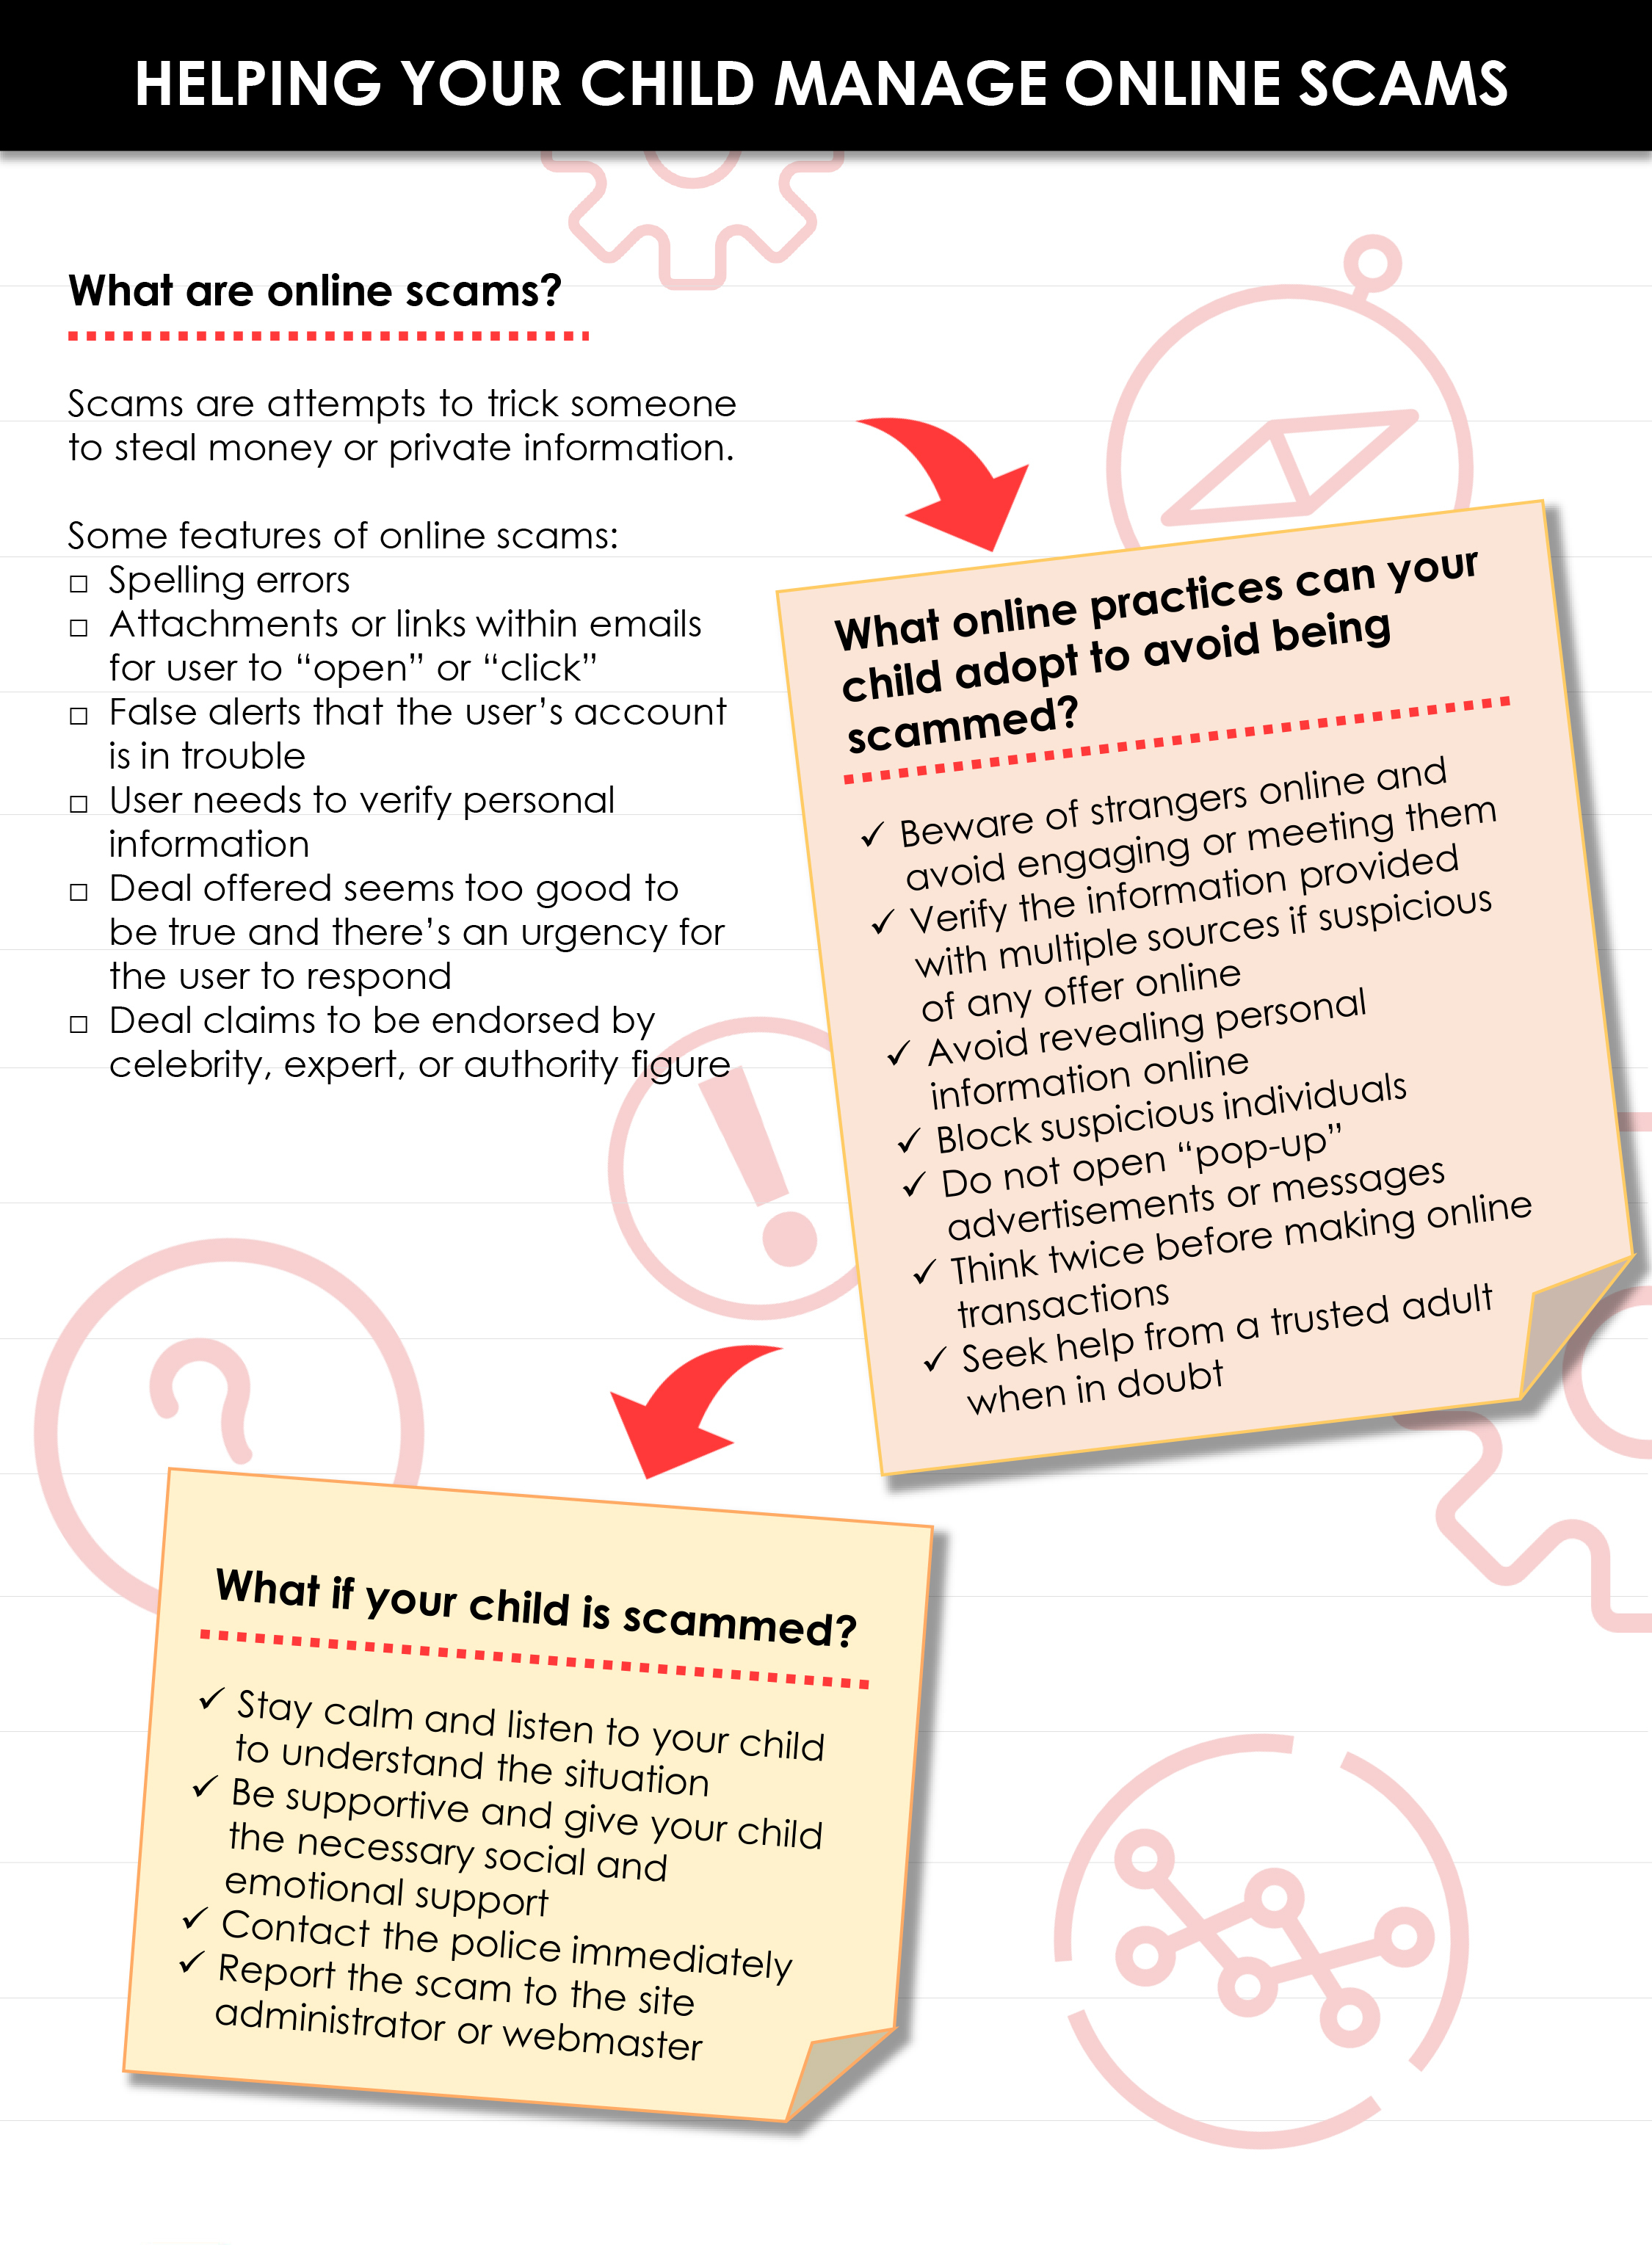 HELPING YOUR CHILD MANAGE ONLINE SCAMS
What are online scams?
Scams are attempts to trick someone
to steal money or private information.
Some features of online scams:
□ Spelling errors
□ Attachments or links within emails
for user to “open” or “click”
□ False alerts that the user’s account
is in trouble
□ User needs to verify personal
information
□ Deal offered seems too good to
be true and there’s an urgency for
the user to respond
□ Deal claims to be endorsed by
celebrity, expert, or authority figure
What online practices can your
child adopt to avoid being
scammed?
✓ Beware of strangers online and
avoid engaging or meeting them
✓ Verify the information provided
with multiple sources if suspicious
of any offer online
✓ Avoid revealing personal
information online
✓ Block suspicious individuals
✓ Do not open “pop-up”
advertisements or messages
✓ Think twice before making online
transactions
✓ Seek help from a trusted adult
when in doubt
What if your child is scammed?
✓ Stay calm and listen to your child
to understand the situation
✓ Be supportive and give your child
the necessary social and
emotional support
✓ Contact the police immediately
✓ Report the scam to the site
administrator or webmaster